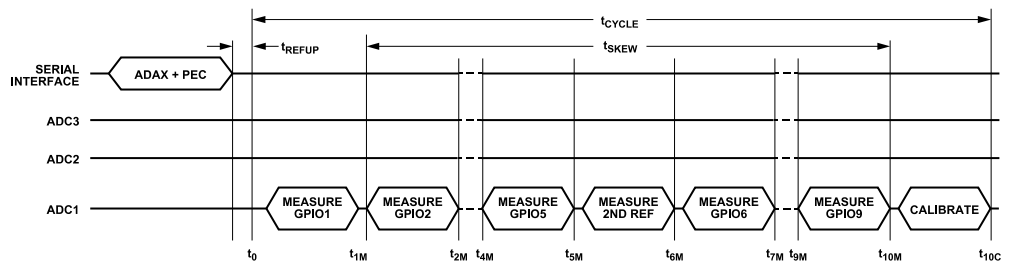 tCYCLE
tREFUP
tSKEW
SERIAL
INTERFACE
ADAX + PEC
ADC3
ADC2
ADC1
MEASURE
GPIO1
MEASURE
GPIO2
MEASURE
GPIO5
MEASURE
2ND REF
MEASURE
GPIO6
MEASURE
GPIO9
CALIBRATE
t0
t1M
t2M
t4M
t5M
t6M
t7M
t9M
t10M
t10C